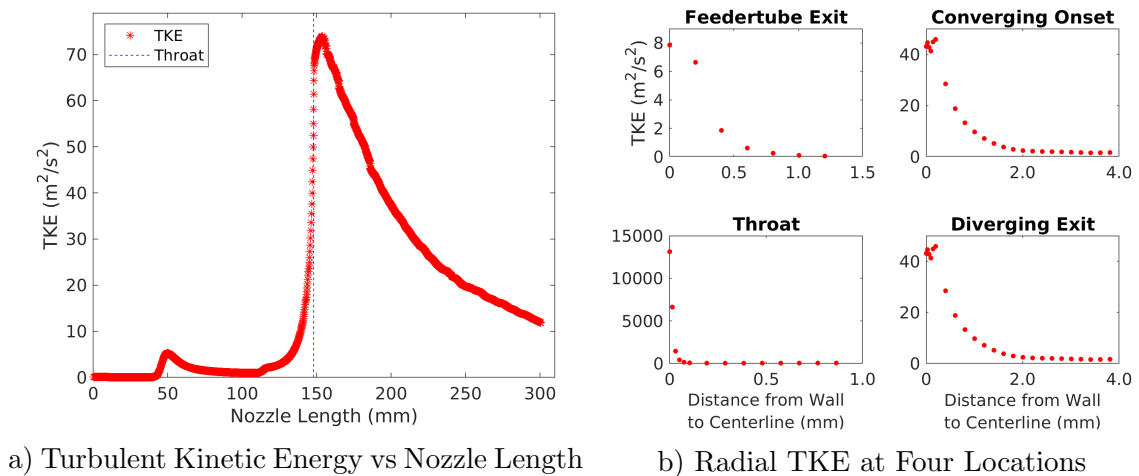 TKE
Throat
70
60
50
40
30
20
10
0
TKE (m²/s²)
0 50 100 150 200 250 300
Nozzle Length (mm)
a) Turbulent Kinetic Energy vs Nozzle Length
Feedertube Exit
8
6
4
2
0
TKE (m²/s²)
0 0.5 1.0 1.5
Converging Onset
40
20
0
0 2.0 4.0
Throat
15000
10000
5000
0
0 0.5 1.0
Distance from Wall
to Centerline (mm)
Diverging Exit
40
20
0
0 2.0 4.0
Distance from Wall
to Centerline (mm)
b) Radial TKE at Four Locations